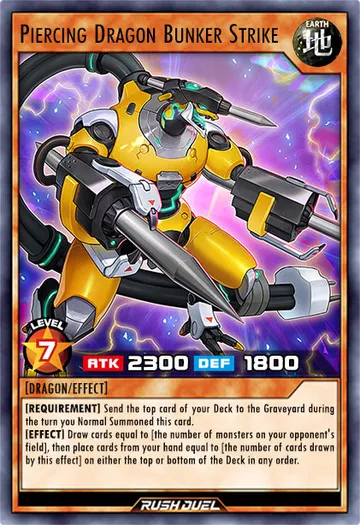 PIERCING DRAGON BUNKER STRIKE
EARTH
地
LEVEL
7
ATK 2300 DEF 1800
[DRAGON/EFFECT]
[REQUIREMENT] Send the top card of your Deck to the Graveyard during
the turn you Normal Summoned this card.
[EFFECT] Draw cards equal to [the number of monsters on your opponent's
field], then place cards from your hand equal to [the number of cards drawn
by this effect] on either the top or bottom of the Deck in any order.
RUSH DUEL